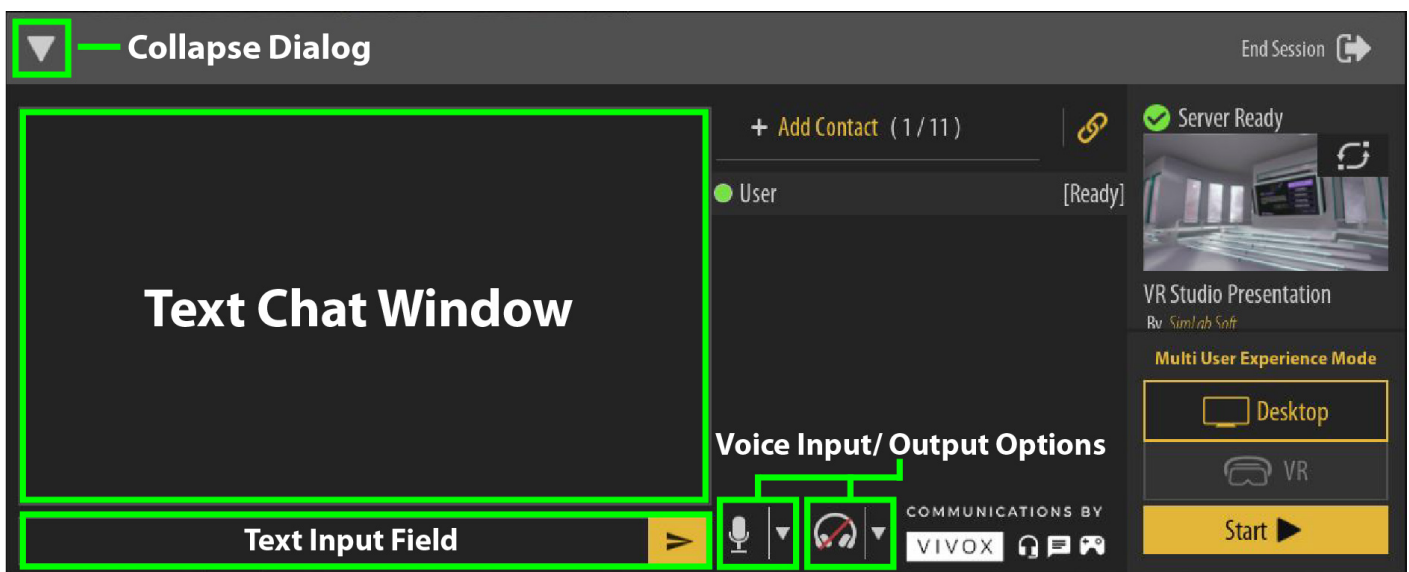 Collapse Dialog
End Session
+ Add Contact ( 1 / 11 )
Server Ready
User [Ready]
Text Chat Window
VR Studio Presentation
By SimLab Soft
Multi User Experience Mode
Desktop
VR
Start
Voice Input/ Output Options
COMMUNICATIONS BY
VIVOX
Text Input Field